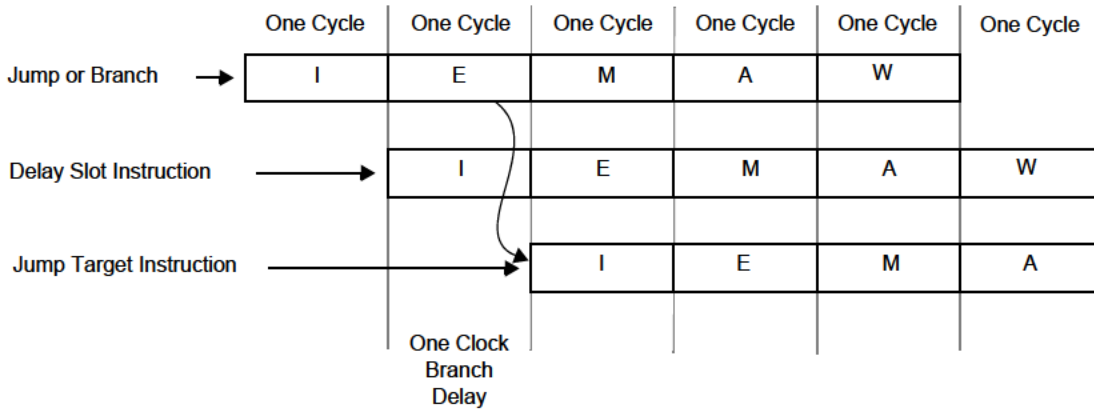 One Cycle One Cycle One Cycle One Cycle One Cycle One Cycle
Jump or Branch I E M A W
Delay Slot Instruction I E M A W
Jump Target Instruction I E M A
One Clock
Branch
Delay